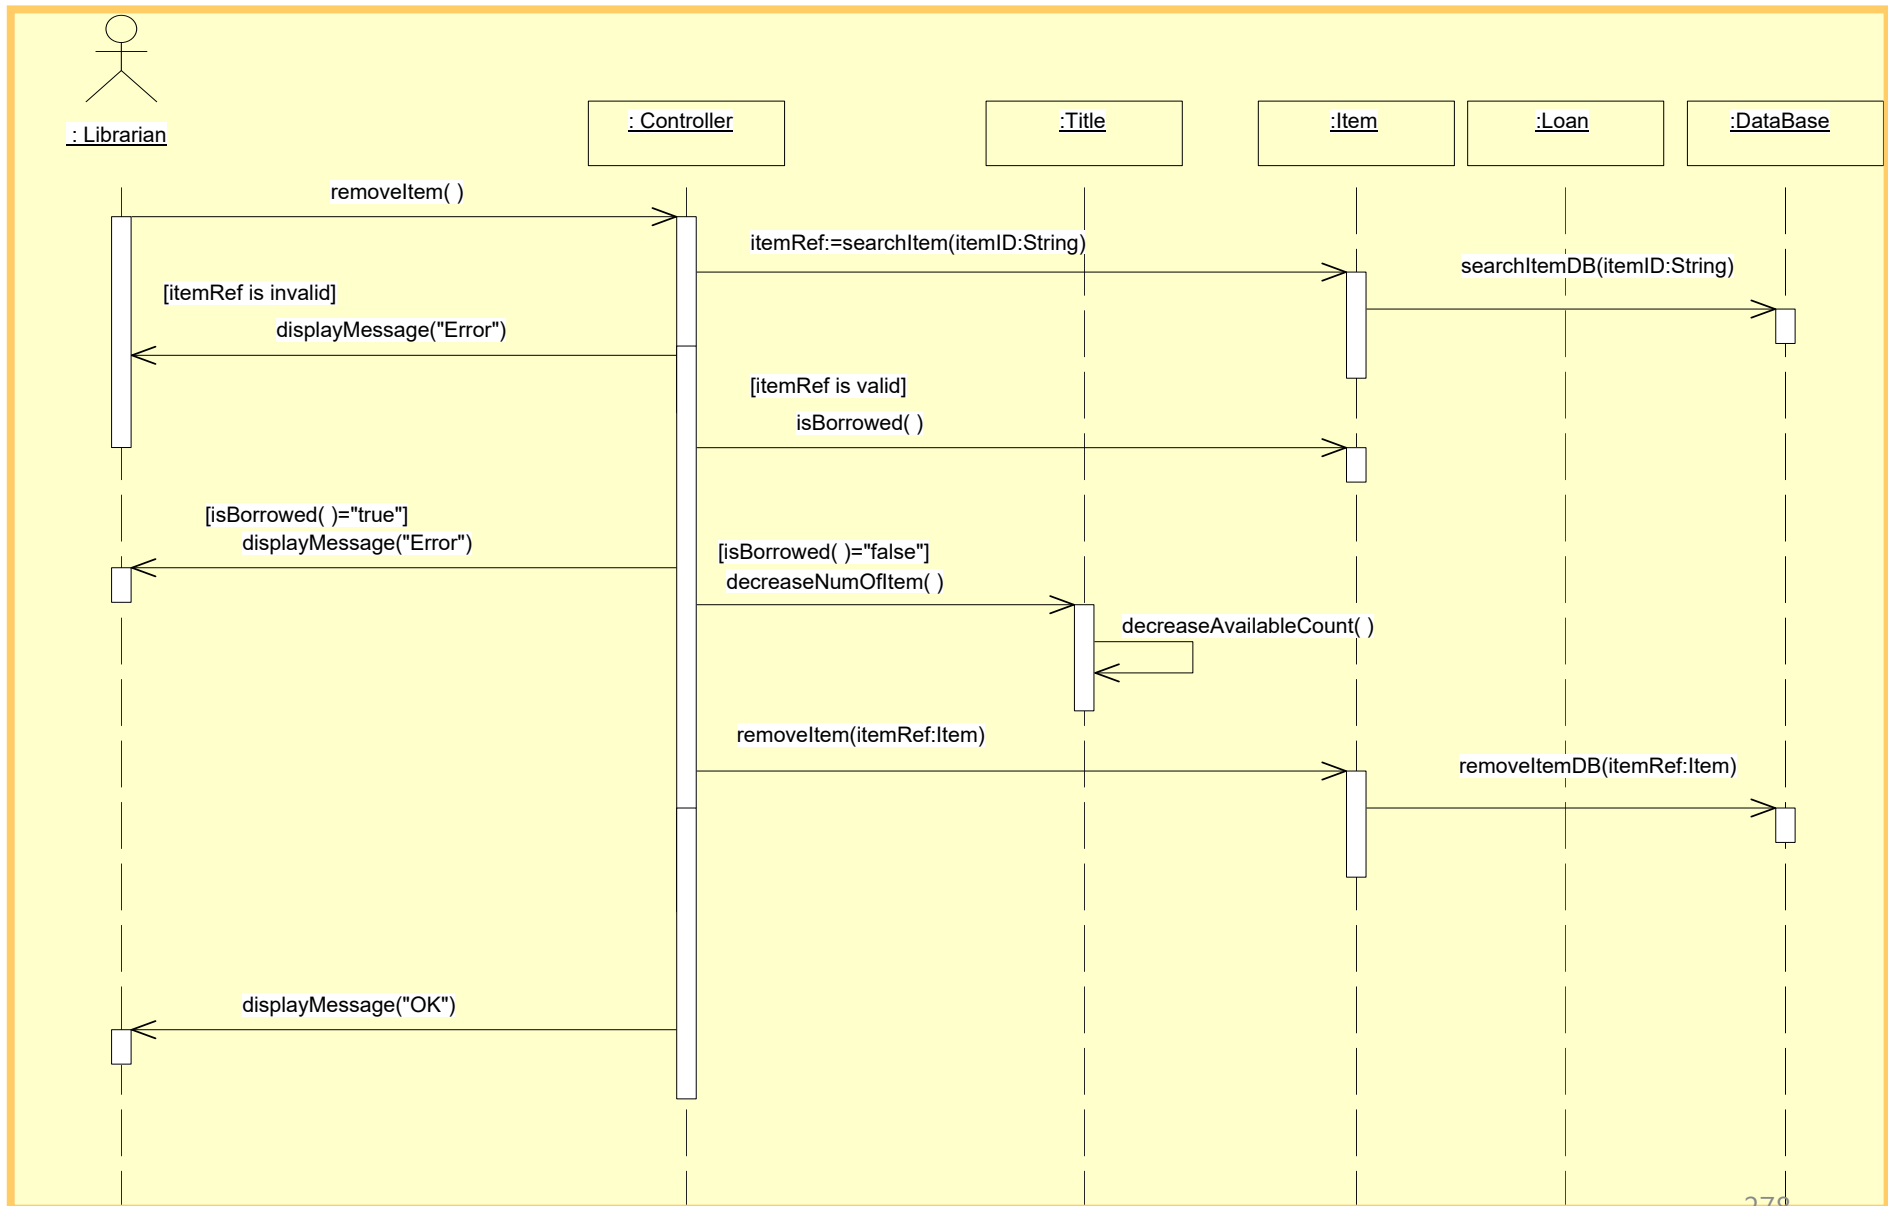 : Librarian
: Controller
:Title
:Item
:Loan
:DataBase
removeItem( )
itemRef:=searchItem(itemID:String)
searchItemDB(itemID:String)
[itemRef is invalid]
displayMessage("Error")
[itemRef is valid]
isBorrowed( )
[isBorrowed( )="true"]
displayMessage("Error")
[isBorrowed( )="false"]
decreaseNumOfItem( )
decreaseAvailableCount( )
removeItem(itemRef:Item)
removeItemDB(itemRef:Item)
displayMessage("OK")
278